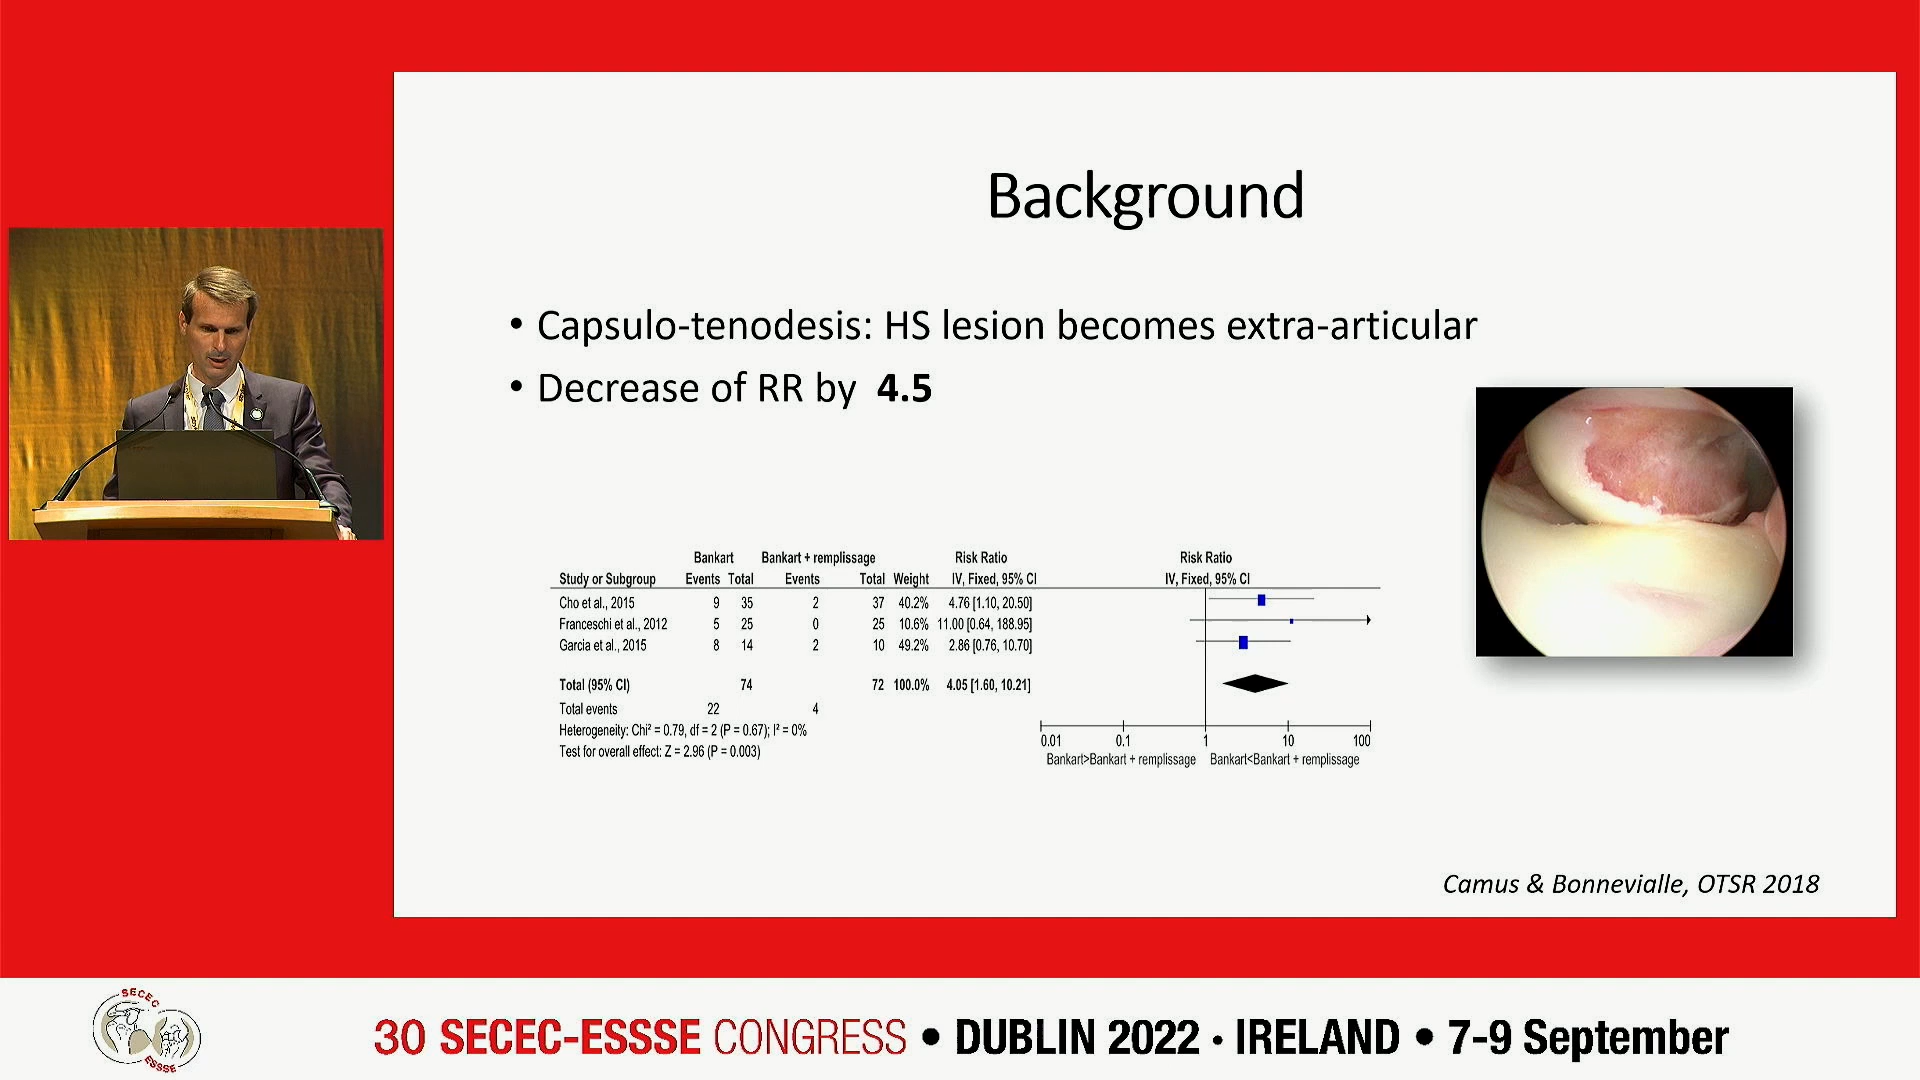 Background
• Capsulo-tenodesis: HS lesion becomes extra-articular
• Decrease of RR by 4.5
Bankart Bankart + remplissage Risk Ratio Risk Ratio
Study or Subgroup Events Total Events Total Weight IV, Fixed, 95% CI IV, Fixed, 95% CI
Cho et al., 2015 9 35 2 37 40.2% 4.76 [1.10, 20.50]
Franceschi et al., 2012 5 25 0 25 10.6% 11.00 [0.64, 188.95]
Garcia et al., 2015 8 14 2 10 49.2% 2.86 [0.76, 10.70]
Total (95% CI) 74 72 100.0% 4.05 [1.60, 10.21]
Total events 22 4
Heterogeneity: Chi² = 0.79, df = 2 (P = 0.67); I² = 0%
Test for overall effect: Z = 2.96 (P = 0.003)
0.01 0.1 1 10 100
Bankart>Bankart + remplissage Bankart<Bankart + remplissage
Camus & Bonnevialle, OTSR 2018
SECEC
ESSSE
30 SECEC-ESSSE CONGRESS • DUBLIN 2022 • IRELAND • 7-9 September